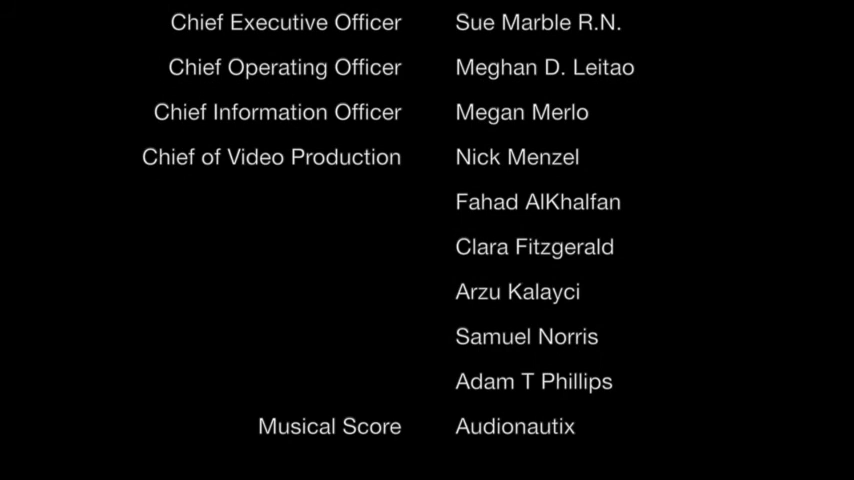 Chief Executive Officer Sue Marble R.N.
Chief Operating Officer Meghan D. Leitao
Chief Information Officer Megan Merlo
Chief of Video Production Nick Menzel
Fahad AlKhalfan
Clara Fitzgerald
Arzu Kalayci
Samuel Norris
Adam T Phillips
Musical Score Audionautix